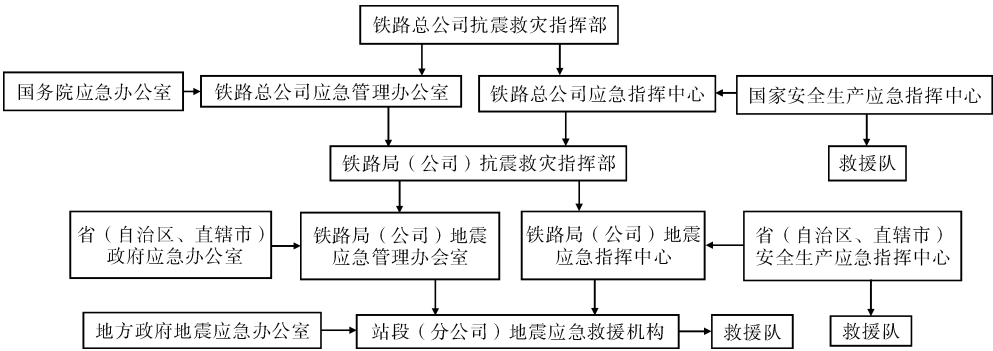 铁路总公司抗震救灾指挥部
国务院应急办公室
铁路总公司应急管理办公室
铁路总公司应急指挥中心
国家安全生产应急指挥中心
铁路局（公司）抗震救灾指挥部
救援队
省（自治区、直辖市）
政府应急办公室
铁路局（公司）地震
应急管理办会室
铁路局（公司）地震
应急指挥中心
省（自治区、直辖市）
安全生产应急指挥中心
地方政府地震应急办公室
站段（分公司）地震应急救援机构
救援队
救援队